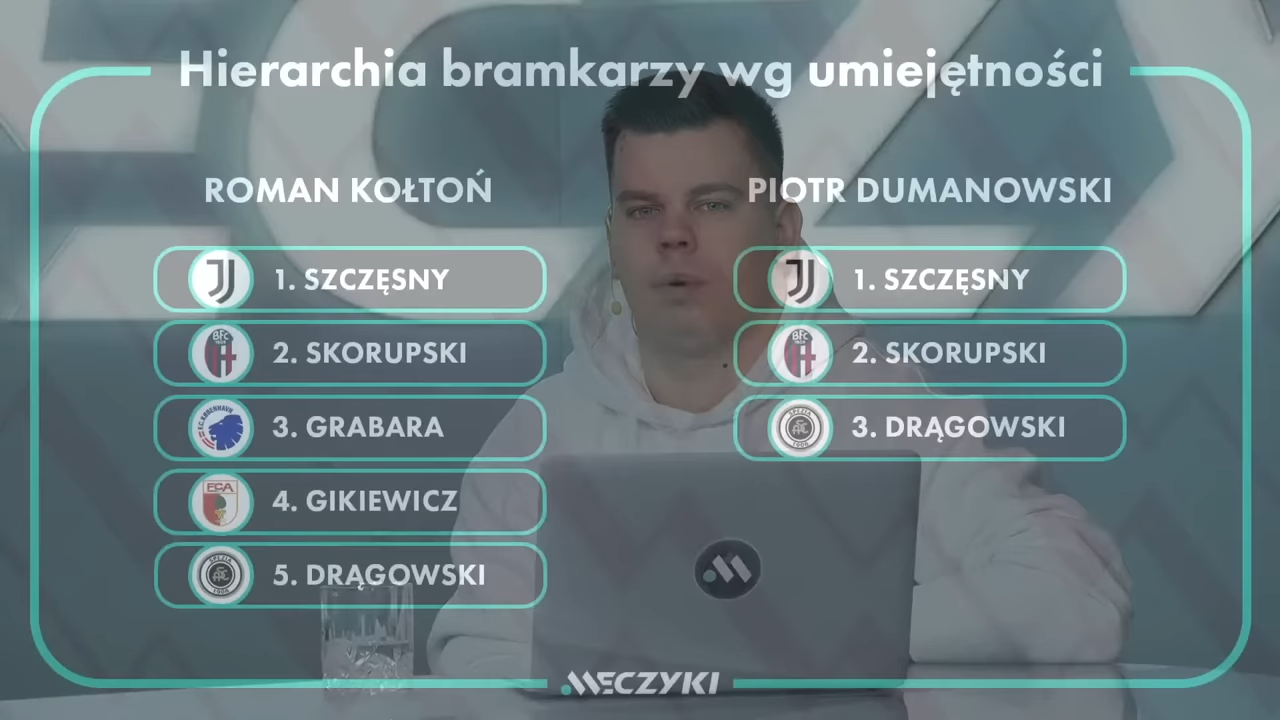 Hierarchia bramkarzy wg umiejętności
ROMAN KOŁTOŃ
1. SZCZĘSNY
2. SKORUPSKI
3. GRABARA
4. GIKIEWICZ
5. DRĄGOWSKI
PIOTR DUMANOWSKI
1. SZCZĘSNY
2. SKORUPSKI
3. DRĄGOWSKI
MECZYKI